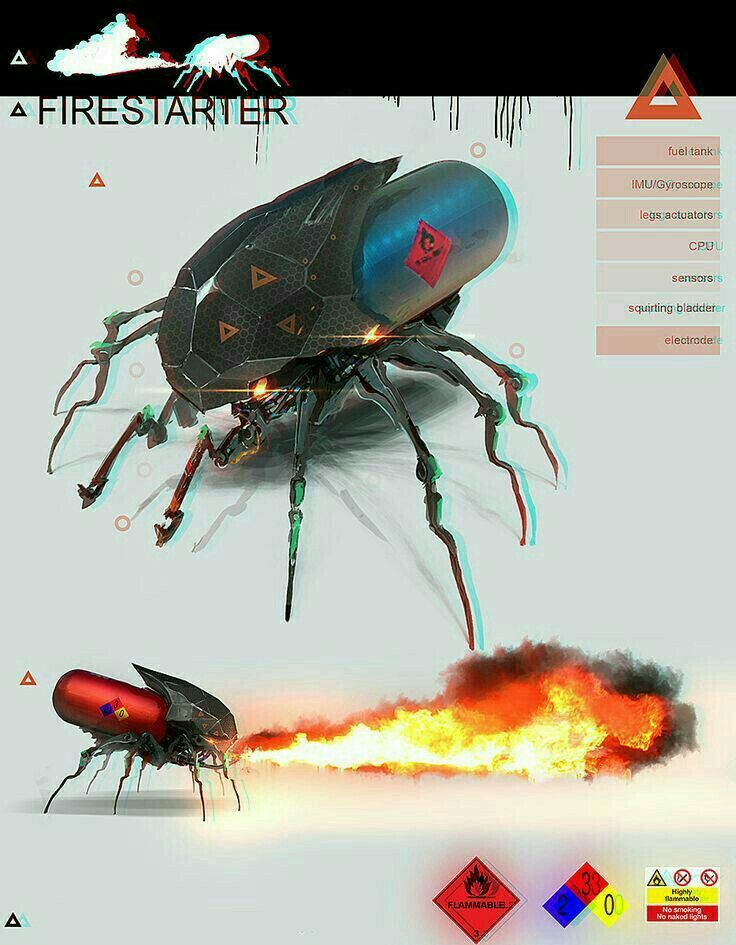 FIRESTARTER
fuel tank
IMU/Gyroscope
legs actuators
CPU
sensors
squirting bladder
electrode
FLAMMABLE
3
3
2
0
Highly
flammable
No smoking
No naked lights